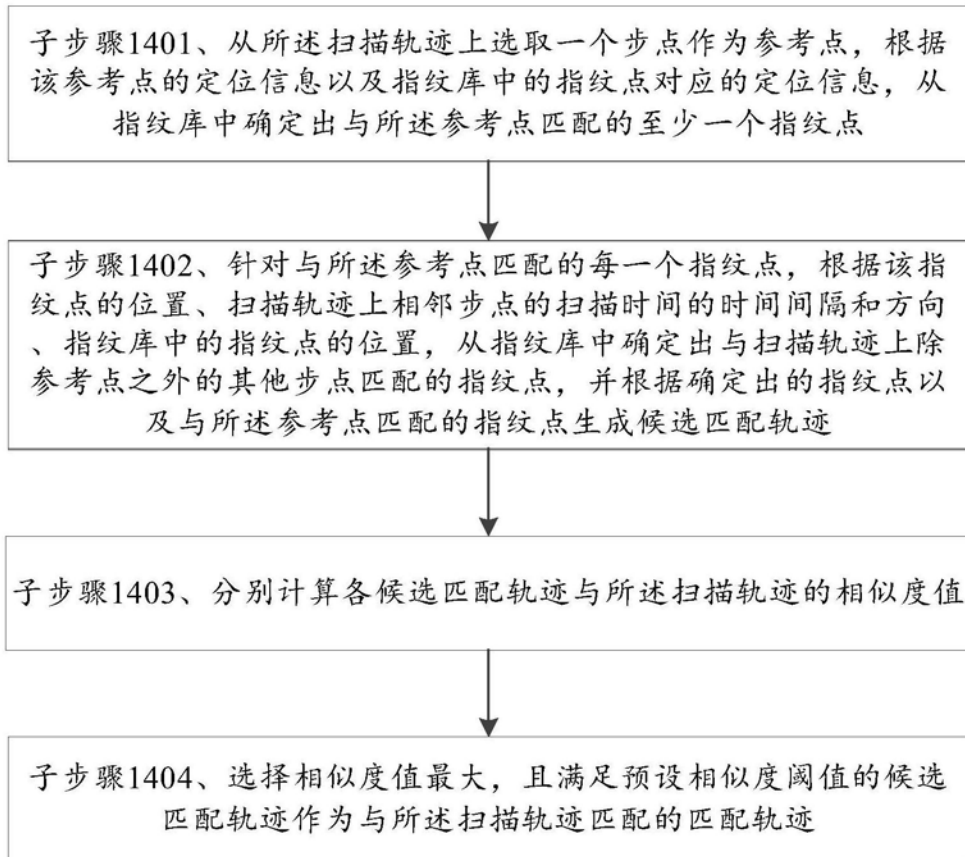 子步骤1401、从所述扫描轨迹上选取一个步点作为参考点，根据
该参考点的定位信息以及指纹库中的指纹点对应的定位信息，从
指纹库中确定出与所述参考点匹配的至少一个指纹点
子步骤1402、针对与所述参考点匹配的每一个指纹点，根据该指
纹点的位置、扫描轨迹上相邻步点的扫描时间的时间间隔和方向
、指纹库中的指纹点的位置，从指纹库中确定出与扫描轨迹上除
参考点之外的其他步点匹配的指纹点，并根据确定出的指纹点以
及与所述参考点匹配的指纹点生成候选匹配轨迹
子步骤1403、分别计算各候选匹配轨迹与所述扫描轨迹的相似度值
子步骤1404、选择相似度值最大，且满足预设相似度阈值的候选
匹配轨迹作为与所述扫描轨迹匹配的匹配轨迹